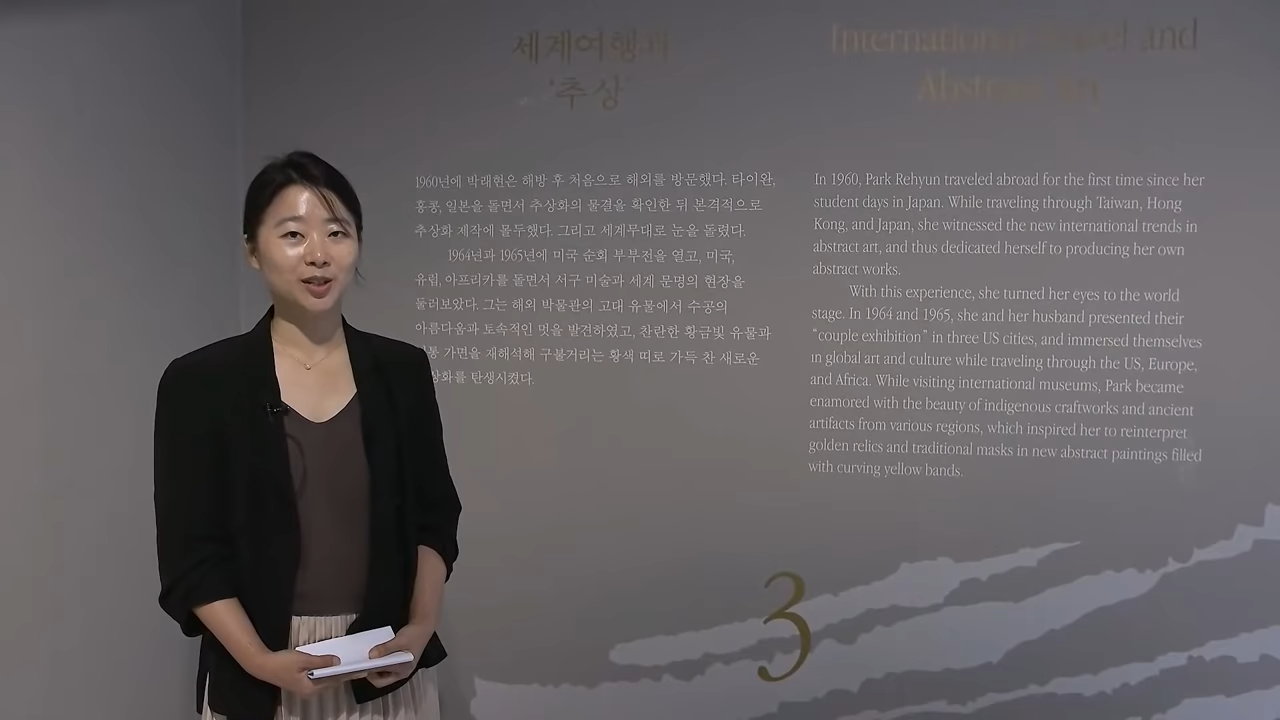 세계여행과
‘추상’
1960년에 박래현은 해방 후 처음으로 해외를 방문했다. 타이완,
홍콩, 일본을 돌면서 추상화의 물결을 확인한 뒤 본격적으로
추상화 제작에 몰두했다. 그리고 세계무대로 눈을 돌렸다.
1964년과 1965년에 미국 순회 부부전을 열고, 미국,
유럽, 아프리카를 돌면서 서구 미술과 세계 문명의 현장을
둘러보았다. 그는 해외 박물관의 고대 유물에서 수공의
아름다움과 토속적인 멋을 발견하였고, 찬란한 황금빛 유물과
가면을 재해석해 구불거리는 황색 띠로 가득 찬 새로운
탄생시켰다.
International Travel and
Abstract Art
In 1960, Park Rehyun traveled abroad for the first time since her
student days in Japan. While traveling through Taiwan, Hong
Kong, and Japan, she witnessed the new international trends in
abstract art, and thus dedicated herself to producing her own
abstract works.
With this experience, she turned her eyes to the world
stage. In 1964 and 1965, she and her husband presented their
“couple exhibition” in three US cities, and immersed themselves
in global art and culture while traveling through the US, Europe,
and Africa. While visiting international museums, Park became
enamored with the beauty of indigenous craftworks and ancient
artifacts from various regions, which inspired her to reinterpret
golden relics and traditional masks in new abstract paintings filled
with curving yellow bands.
3